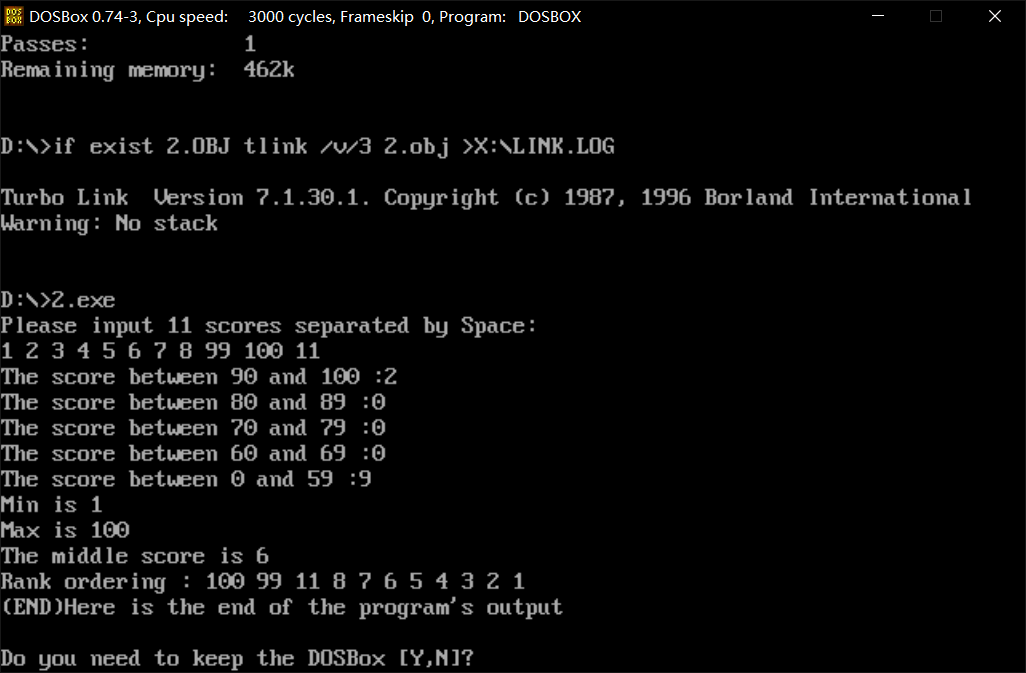 DOS BOX DOSBox 0.74-3, Cpu speed: 3000 cycles, Frameskip 0, Program: DOSBOX
Passes: 1
Remaining memory: 462k
D:\>if exist 2.OBJ tlink /v/3 2.obj >X:\LINK.LOG
Turbo Link Version 7.1.30.1. Copyright (c) 1987, 1996 Borland International
Warning: No stack
D:\>2.exe
Please input 11 scores separated by Space:
1 2 3 4 5 6 7 8 99 100 11
The score between 90 and 100 :2
The score between 80 and 89 :0
The score between 70 and 79 :0
The score between 60 and 69 :0
The score between 0 and 59 :9
Min is 1
Max is 100
The middle score is 6
Rank ordering : 100 99 11 8 7 6 5 4 3 2 1
(END)Here is the end of the program's output
Do you need to keep the DOSBox [Y,N]?